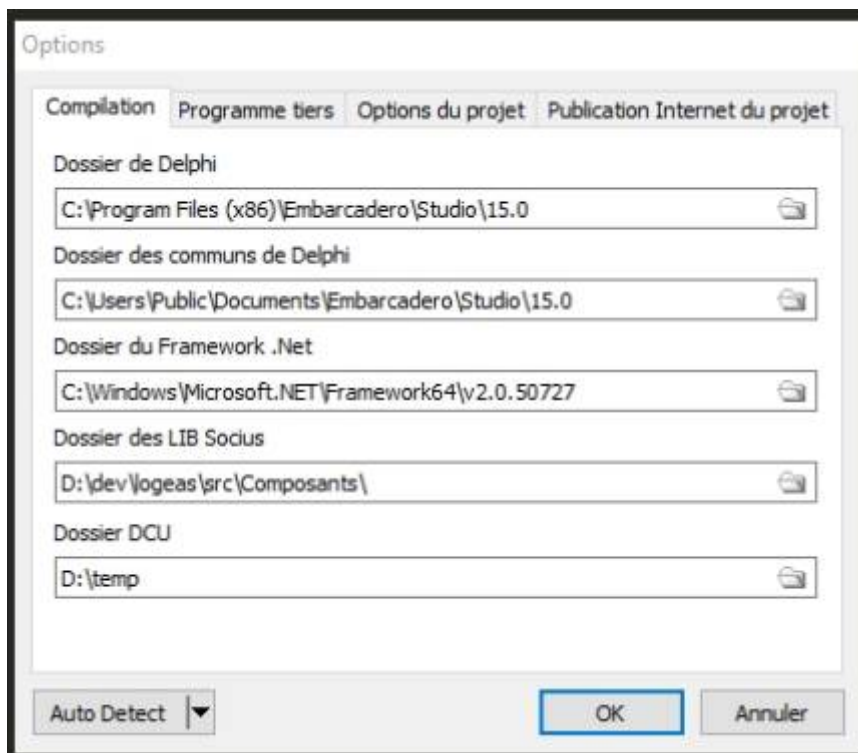 Options
Compilation Programme tiers Options du projet Publication Internet du projet
Dossier de Delphi
C:\Program Files (x86)\Embarcadero\Studio\15.0
Dossier des communs de Delphi
C:\Users\Public\Documents\Embarcadero\Studio\15.0
Dossier du Framework .Net
C:\Windows\Microsoft.NET\Framework64\v2.0.50727
Dossier des LIB Socius
D:\dev\logeas\src\Composants\
Dossier DCU
D:\temp
Auto Detect OK Annuler